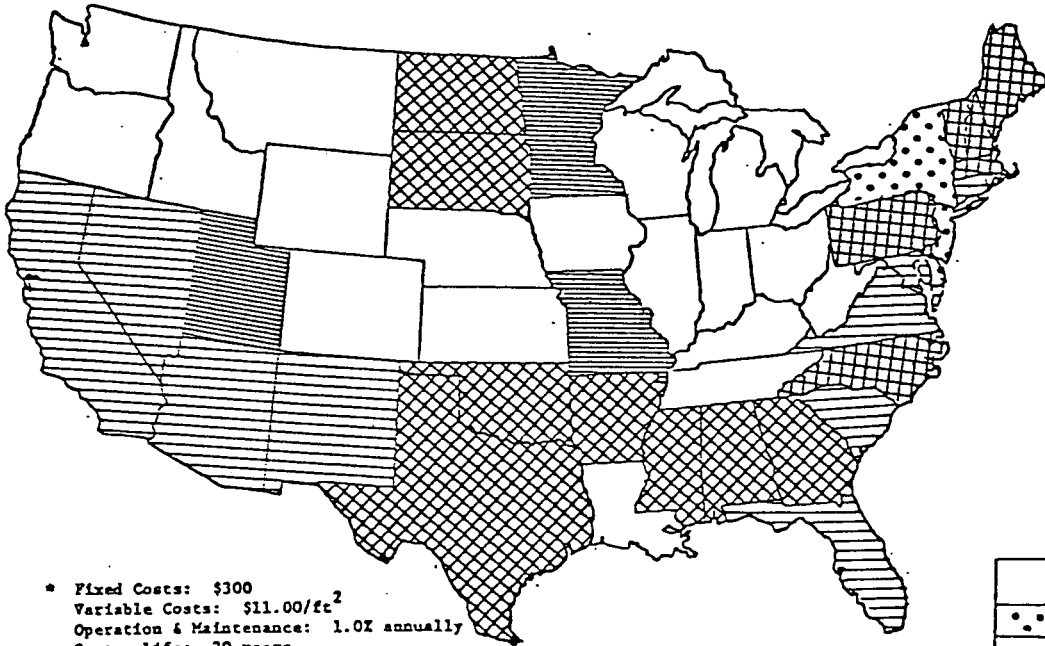 * Fixed Costs: $300
Variable Costs: $11.00/ft²
Operation & Maintenance: 1.0% annually